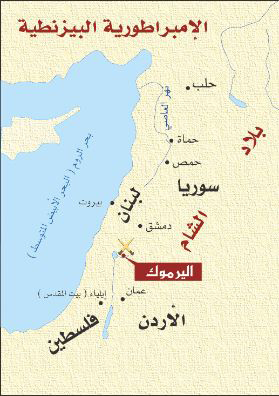 الإمبراطورية البيزنطية
حلب
نهر العاصي
بلاد
حماة
حمص
سوريا
بحر الروم ( البحر الأبيض المتوسط )
لبنان
بيروت
الشام
دمشق
اليرموك
عمان
إيلياء ( بيت المقدس )
الأردن
فلسطين